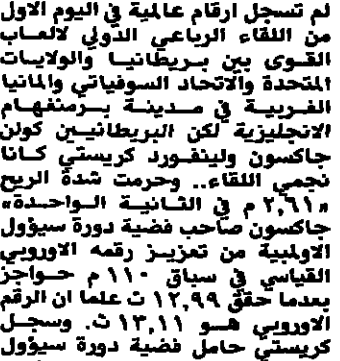 لم تسجل ارقام عالمية في اليوم الاول
من اللقاء الرباعي الدولي لالعاب
القوى بين بريطانيا والولايات
المتحدة والاتحاد السوفياتي والمانيا
الغربية في مدينة برمنغهام
الانجليزية لكن البريطانيين كولن
جاكسون ولينفورد كريستي كانا
نجمي اللقاء.. وحرمت شدة الريح
«٢,٦١ م في الثانية الواحدة»
جاكسون صاحب فضية دورة سيؤول
الاولمبية من تعزيز رقمه الاوروبي
القياسي في سباق ١١٠ م حواجز
بعدما حقق ١٢,٩٩ ث علما ان الرقم
الاوروبي هو ١٣,١١ ث. وسجل
كريستي حامل فضية دورة سيؤول